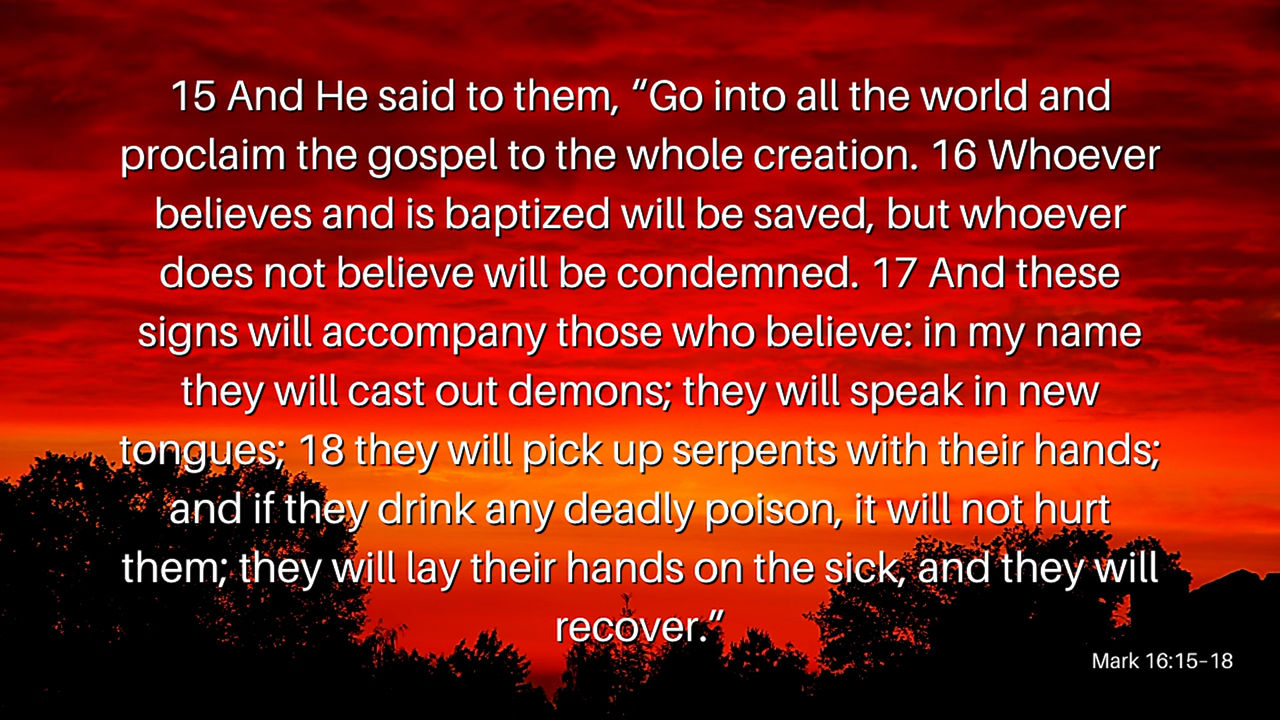 15 And He said to them, “Go into all the world and
proclaim the gospel to the whole creation. 16 Whoever
believes and is baptized will be saved, but whoever
does not believe will be condemned. 17 And these
signs will accompany those who believe: in my name
they will cast out demons; they will speak in new
tongues; 18 they will pick up serpents with their hands;
and if they drink any deadly poison, it will not hurt
them; they will lay their hands on the sick, and they will
recover.”
Mark 16:15–18